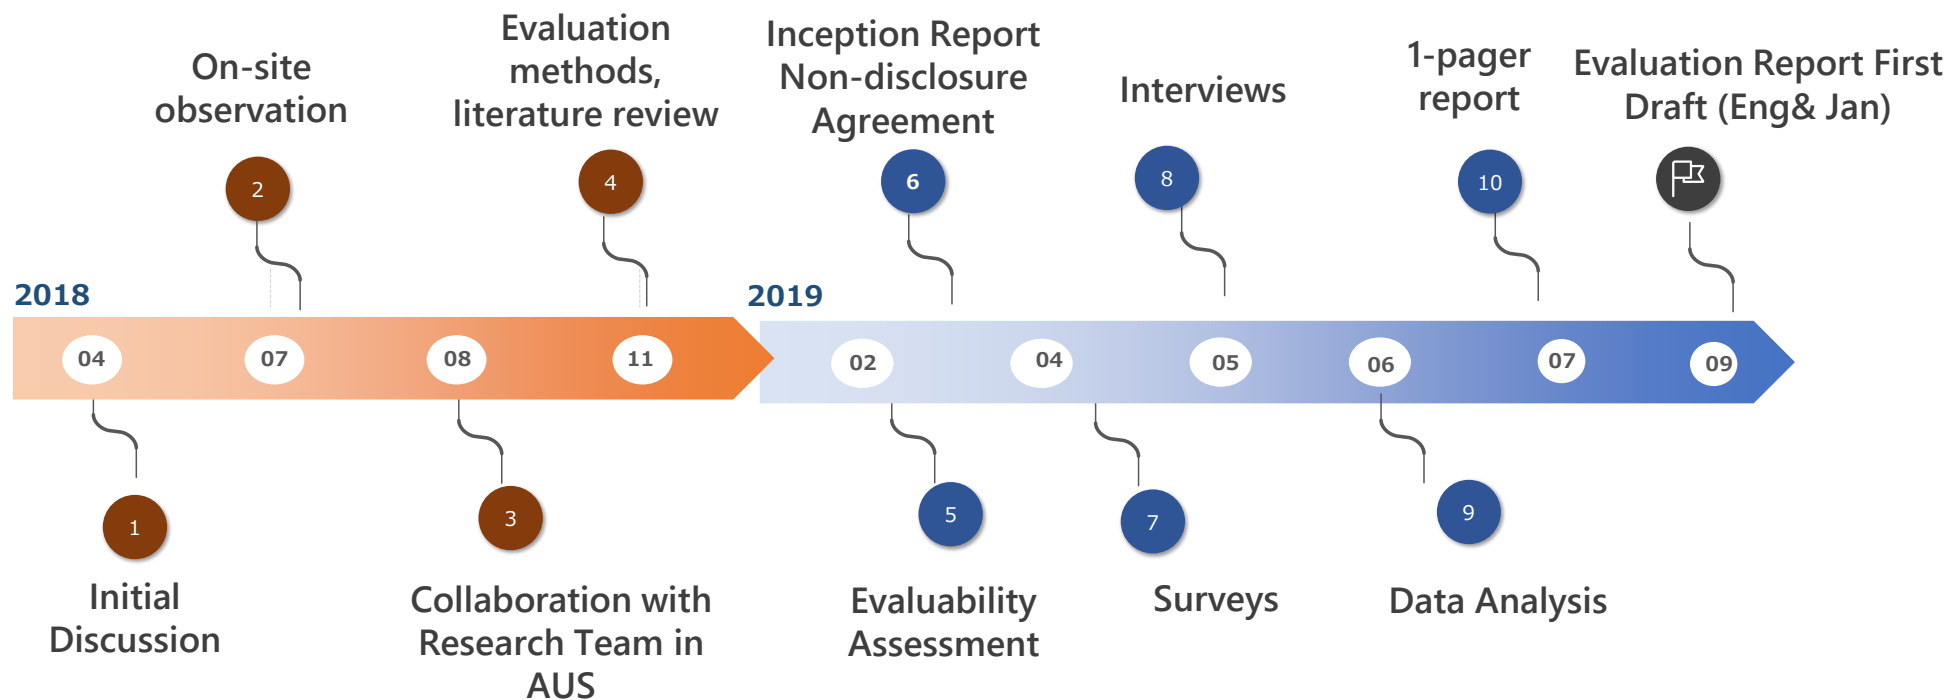 On-site
observation
Evaluation
methods,
literature review
Inception Report
Non-disclosure
Agreement
Interviews
1-pager
report
Evaluation Report First
Draft (Eng& Jan)
2
4
6
8
10
2018
2019
04
07
08
11
02
04
05
06
07
09
1
3
5
7
9
Initial
Discussion
Collaboration with
Research Team in
AUS
Evaluability
Assessment
Surveys
Data Analysis